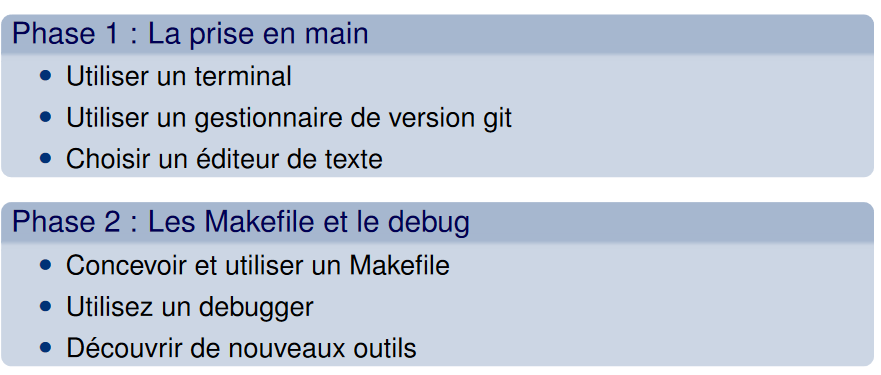 Phase 1 : La prise en main
• Utiliser un terminal
• Utiliser un gestionnaire de version git
• Choisir un éditeur de texte
Phase 2 : Les Makefile et le debug
• Concevoir et utiliser un Makefile
• Utilisez un debugger
• Découvrir de nouveaux outils